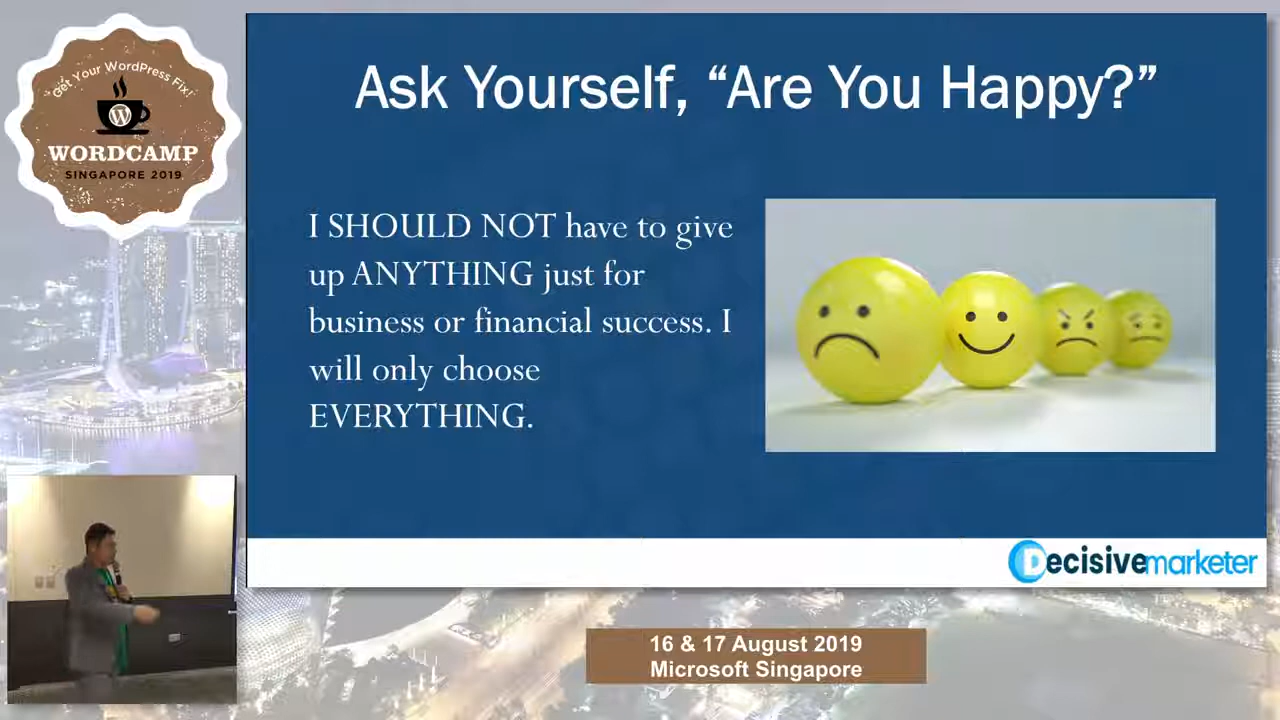 Get Your WordPress Fix!
W
WORDCAMP
SINGAPORE 2019
Ask Yourself, “Are You Happy?”
I SHOULD NOT have to give
up ANYTHING just for
business or financial success. I
will only choose
EVERYTHING.
Decisivemarketer
16 & 17 August 2019
Microsoft Singapore